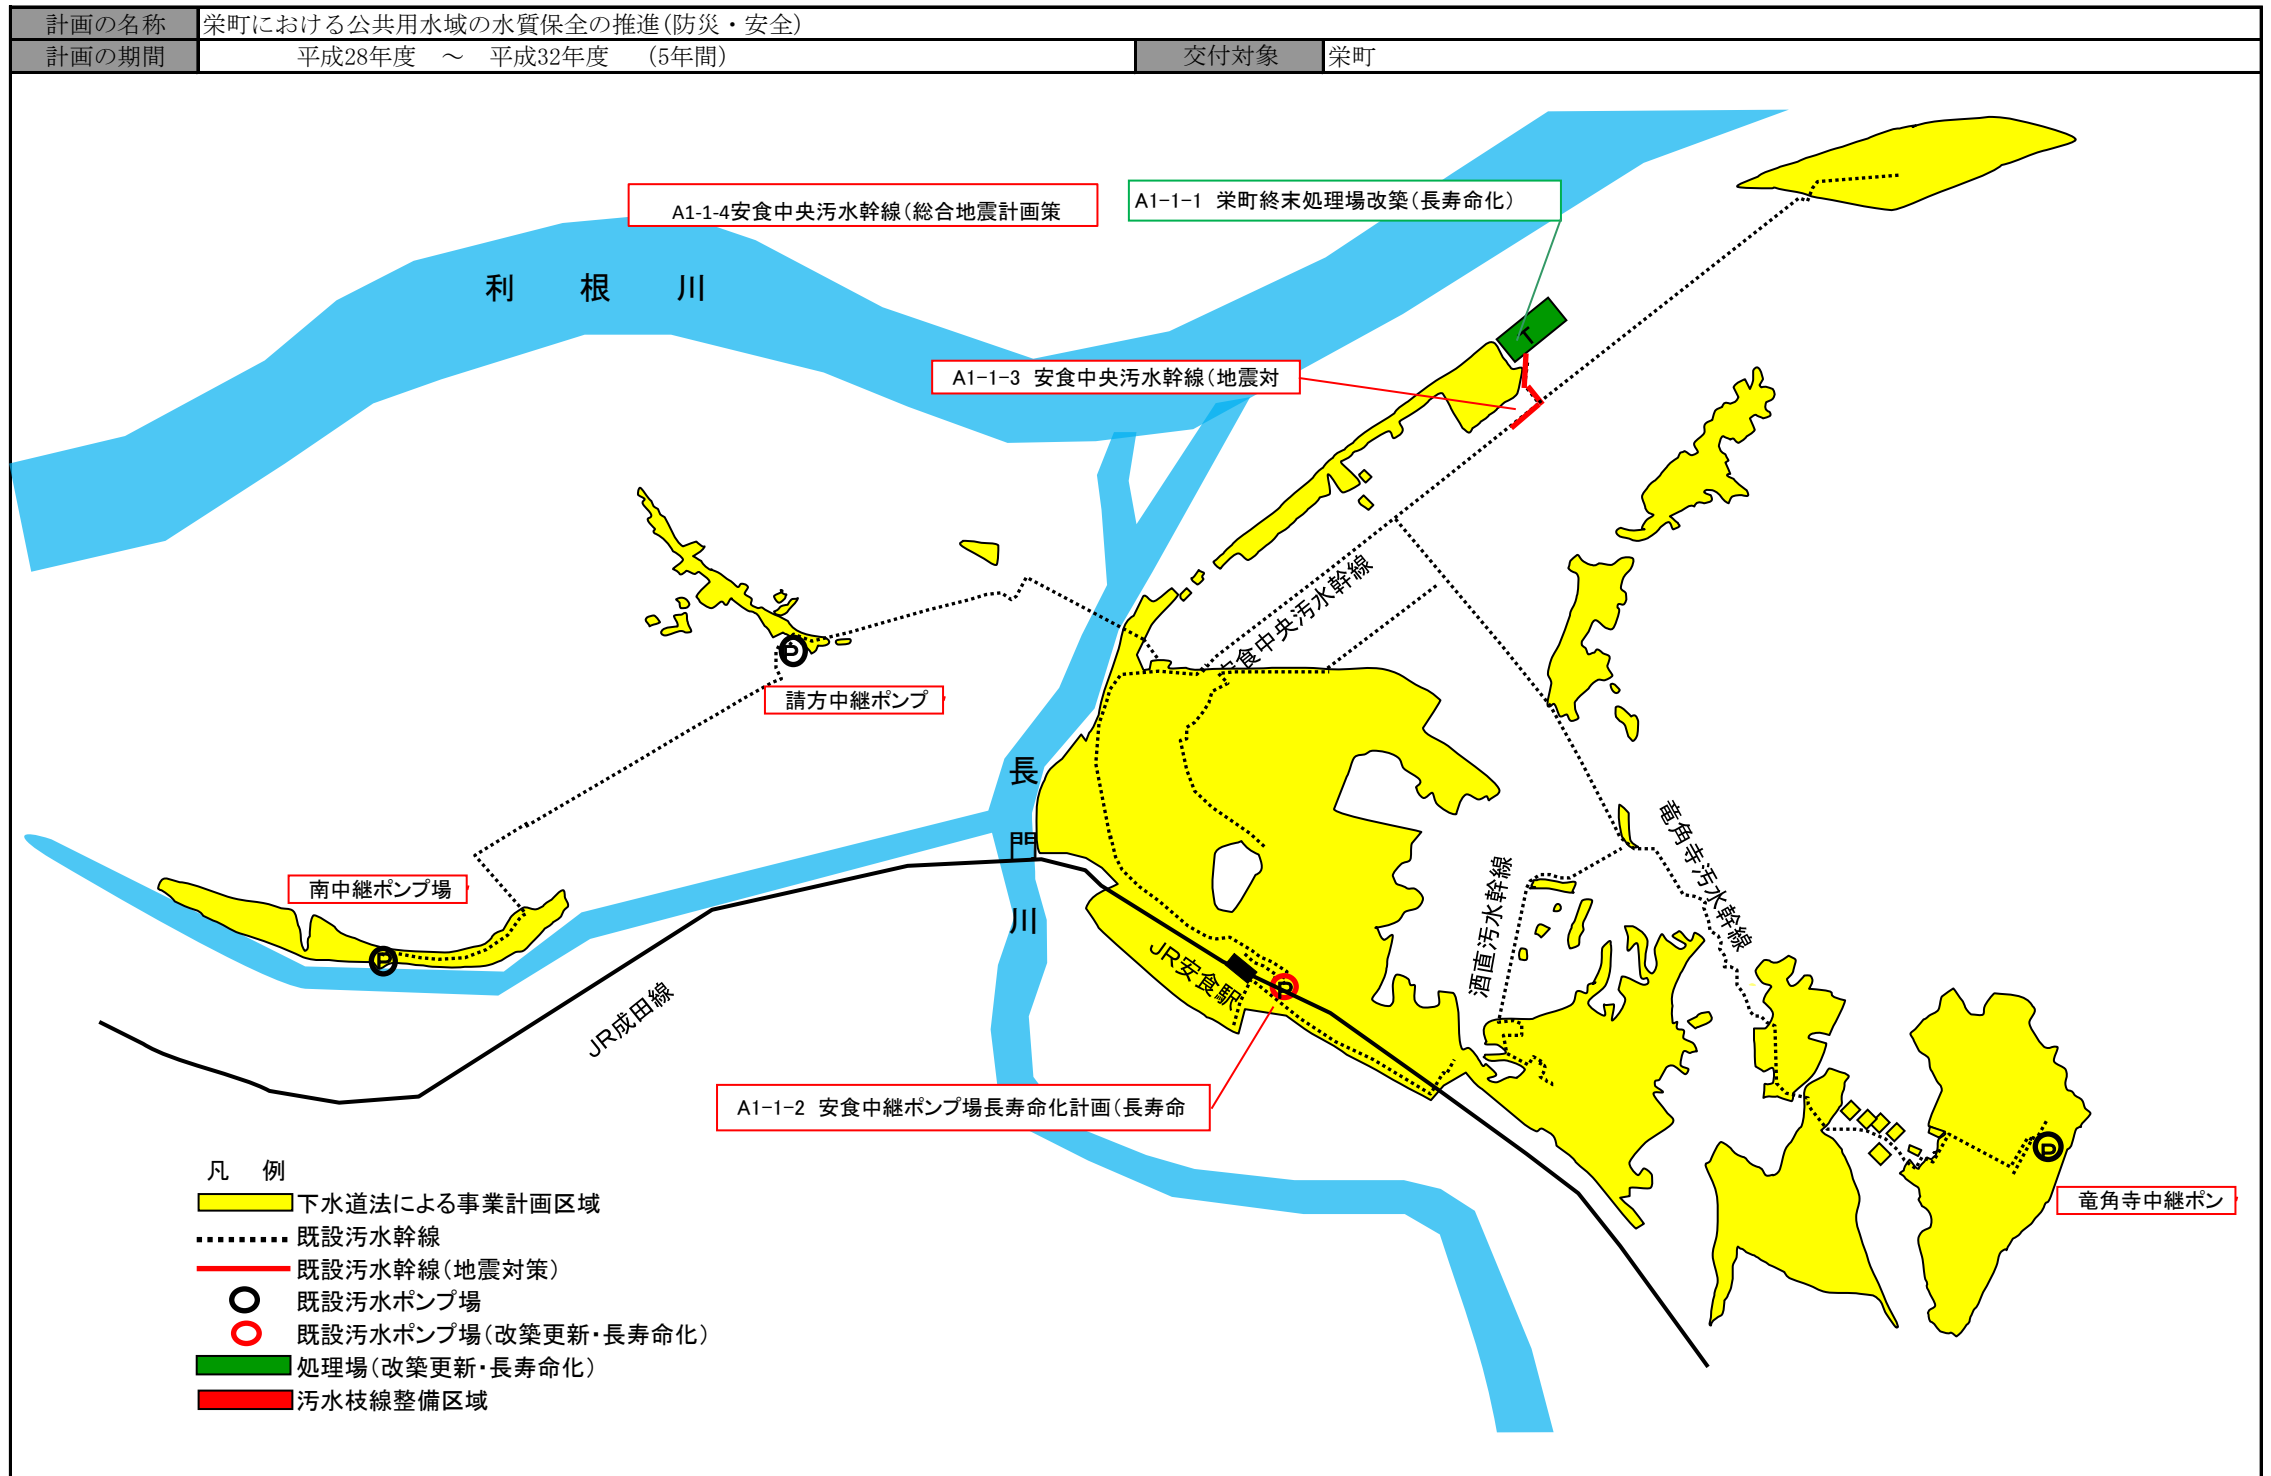 計画の名称 栄町における公共用水域の水質保全の推進(防災・安全)
計画の期間 平成28年度 ～ 平成32年度 (5年間) 交付対象 栄町
A1-1-4安食中央汚水幹線(総合地震計画策
A1-1-1 栄町終末処理場改築(長寿命化)
利根川
T
A1-1-3 安食中央汚水幹線(地震対
安食中央汚水幹線
P
請方中継ポンプ
長門川
竜角寺汚水幹線
酒直汚水幹線
南中継ポンプ場
P
JR安食駅
P
JR成田線
A1-1-2 安食中継ポンプ場長寿命化計画(長寿命
P
竜角寺中継ポン
凡 例
下水道法による事業計画区域
既設汚水幹線
既設汚水幹線(地震対策)
既設汚水ポンプ場
既設汚水ポンプ場(改築更新・長寿命化)
処理場(改築更新・長寿命化)
汚水枝線整備区域